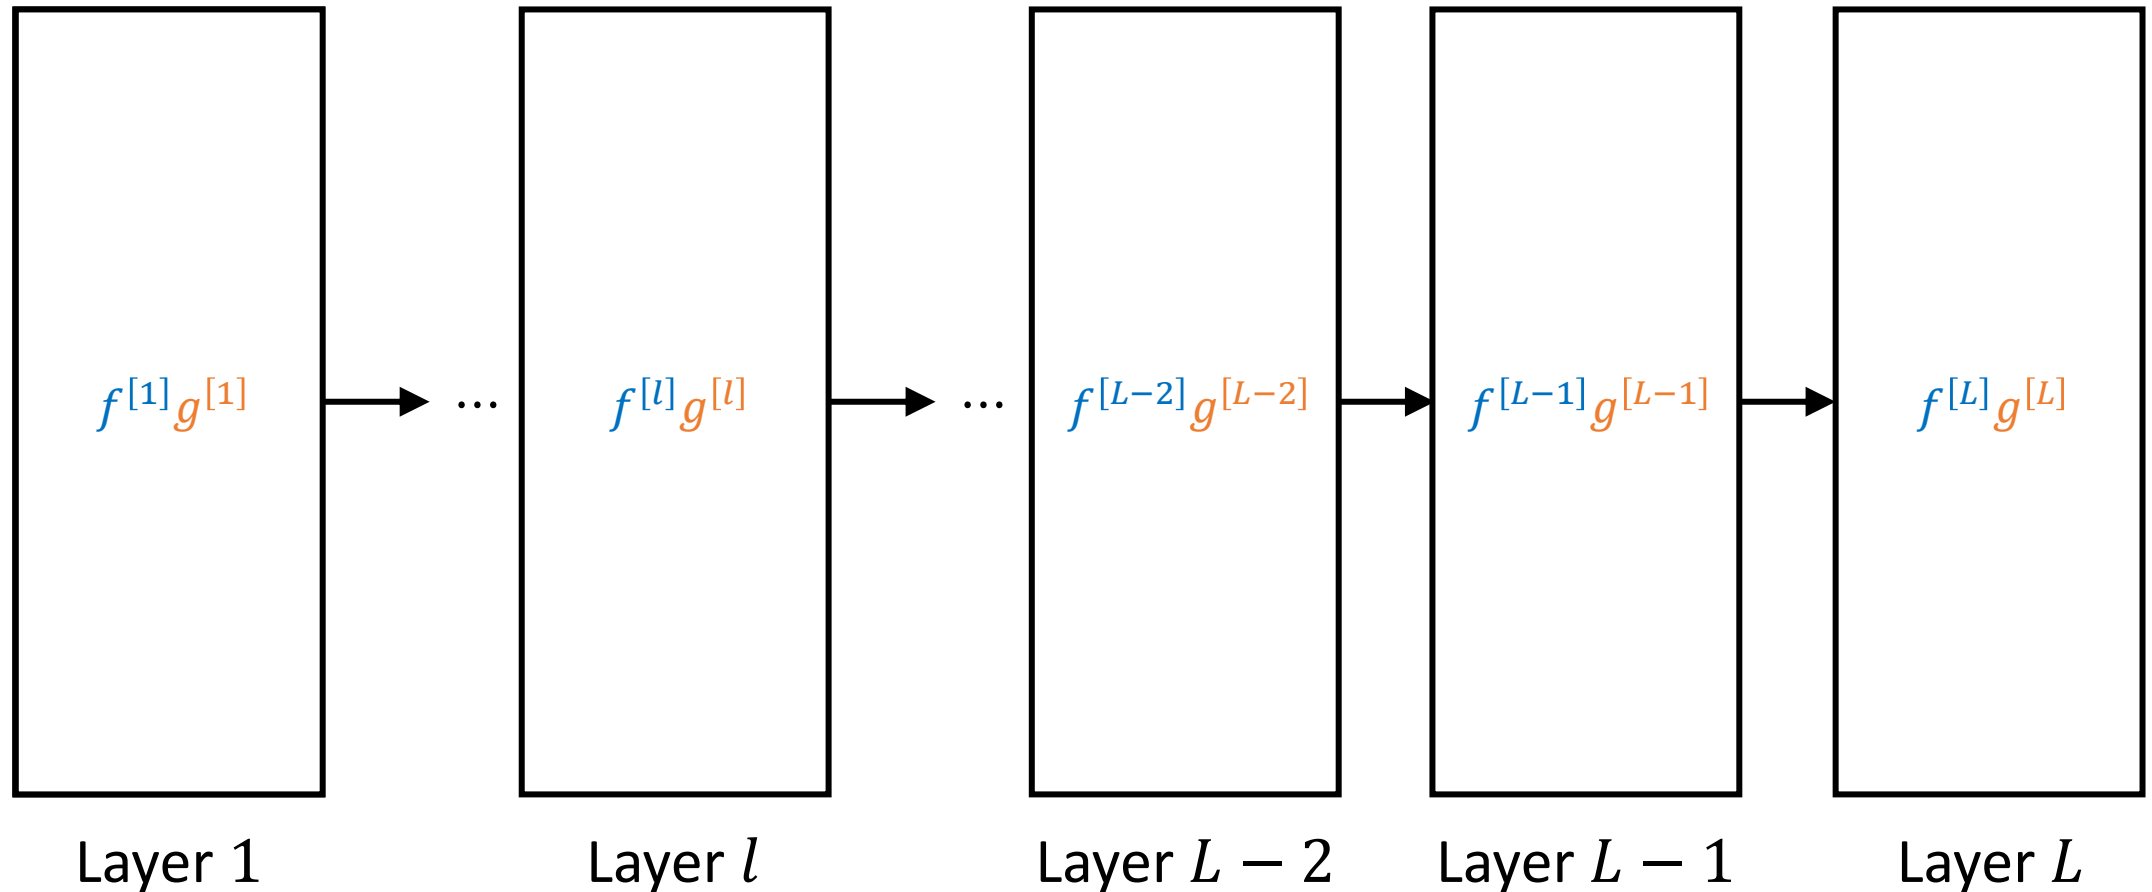 f^[1] g^[1] … f^[l] g^[l] … f^[L−2] g^[L−2] f^[L−1] g^[L−1] f^[L] g^[L]
Layer 1 Layer l Layer L − 2 Layer L − 1 Layer L